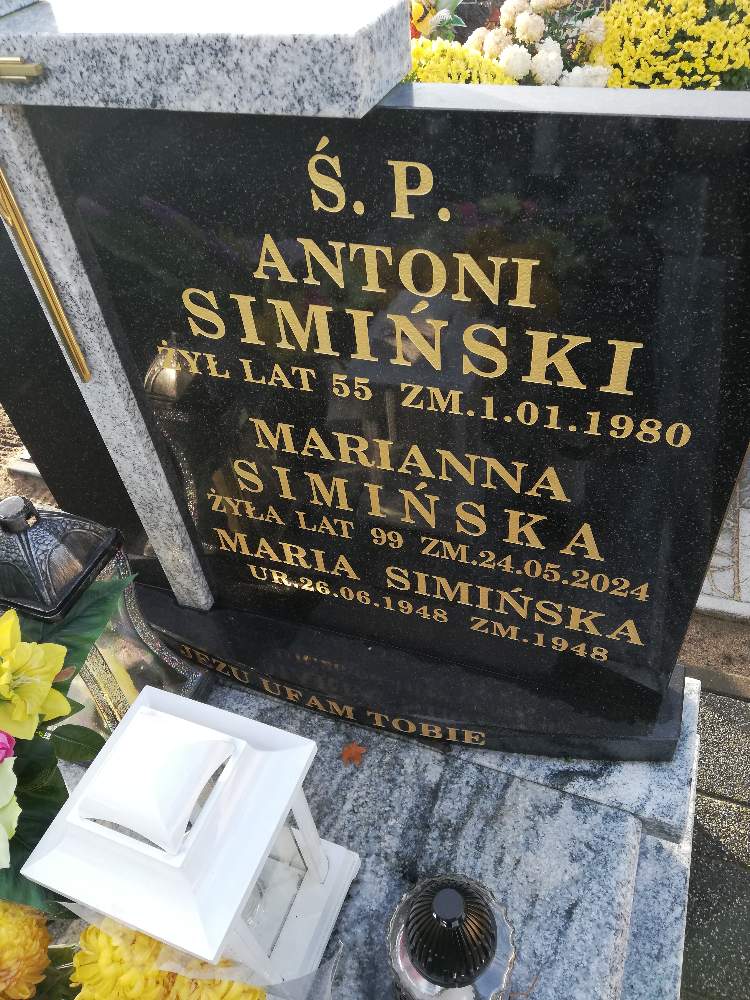 Ś. P.
ANTONI
SIMIŃSKI
ŻYŁ LAT 55 ZM.1.01.1980
MARIANNA
SIMIŃSKA
ŻYŁA LAT 99 ZM.24.05.2024
MARIA SIMIŃSKA
UR.26.06.1948 ZM.1948
JEZU UFAM TOBIE